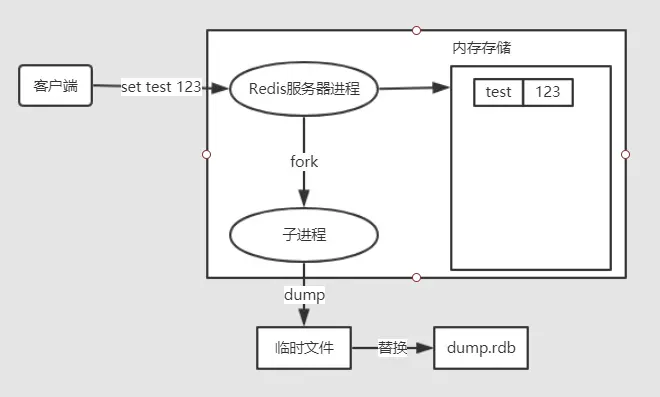 内存存储
客户端
set test 123
Redis服务器进程
test
123
fork
子进程
dump
临时文件
替换
dump.rdb